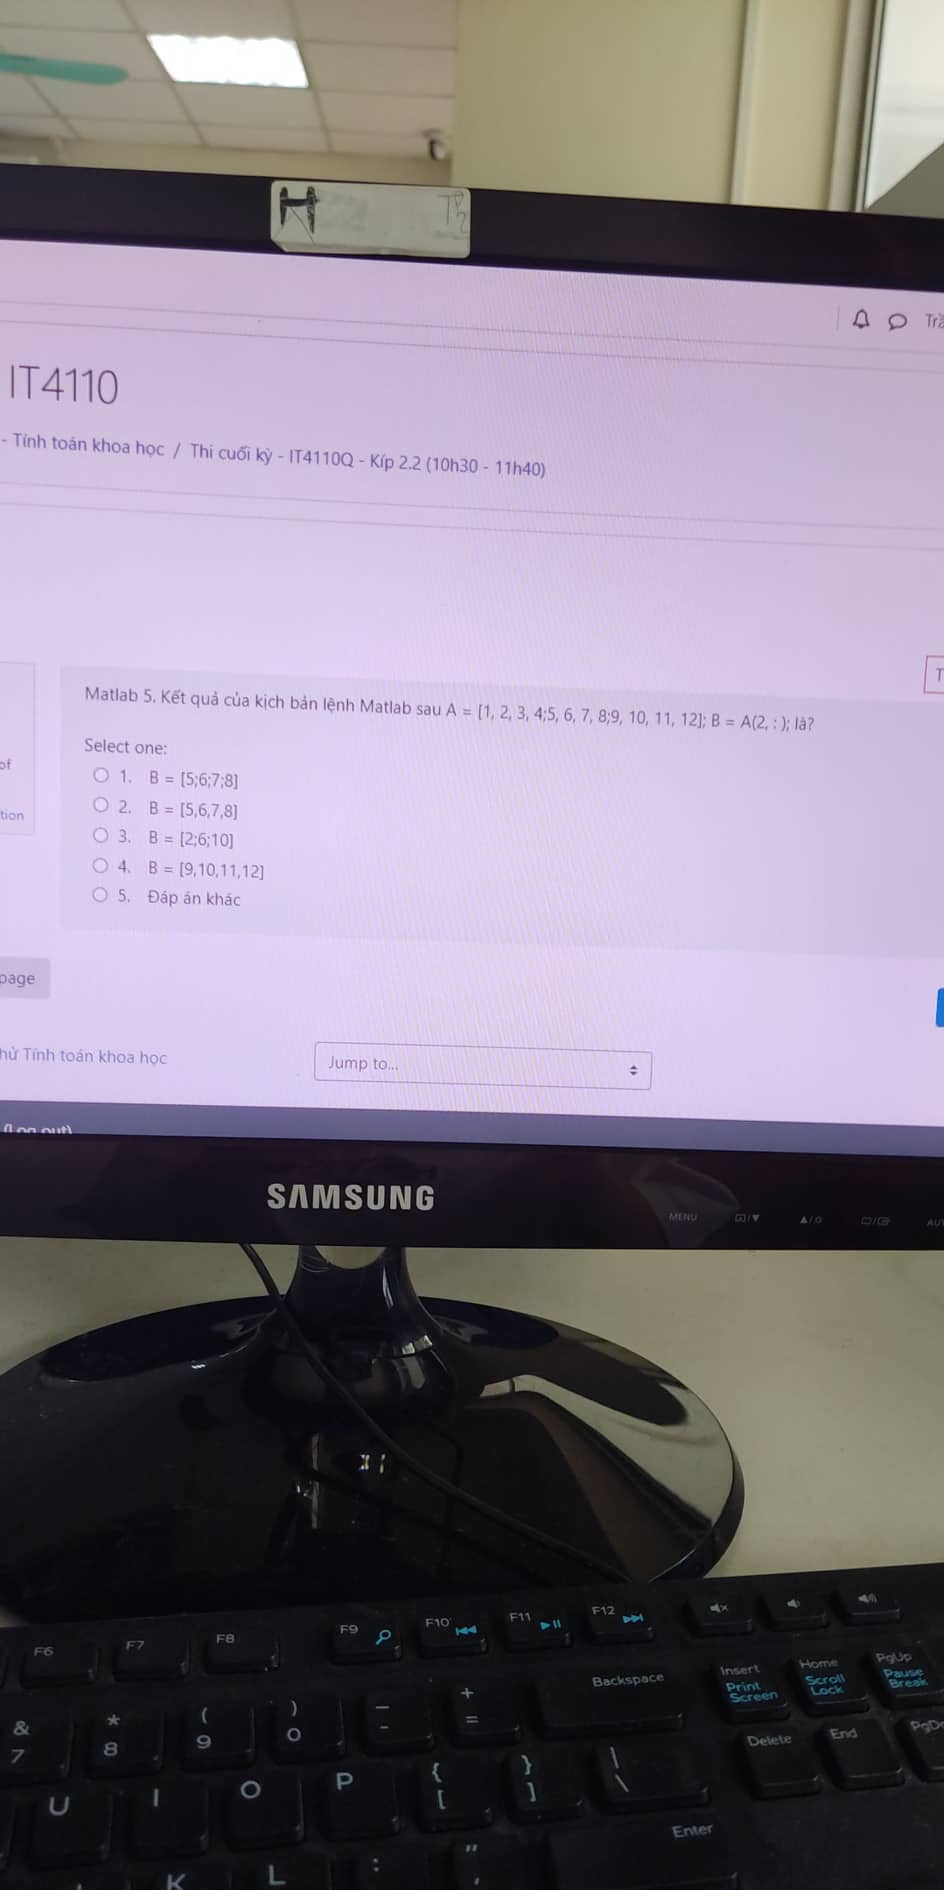 H TP2
Trầ
IT4110
- Tính toán khoa học / Thi cuối kỳ - IT4110Q - Kíp 2.2 (10h30 - 11h40)
T
Matlab 5. Kết quả của kịch bản lệnh Matlab sau A = [1, 2, 3, 4;5, 6, 7, 8;9, 10, 11, 12]; B = A(2, : ); là?
Select one:
of
1. B = [5;6;7;8]
tion
2. B = [5,6,7,8]
3. B = [2;6;10]
4. B = [9,10,11,12]
5. Đáp án khác
page
hử Tính toán khoa học
Jump to...
(Log out)
SAMSUNG
MENU
AU
F6 F7 F8 F9 F10 F11 F12
& 7 * 8 ( 9 ) 0 _ - + = Backspace Insert Print Screen Home Scroll Lock PgUp Pause Break
U I O P { [ } ] | \ Delete End PgD
K L : " ' Enter